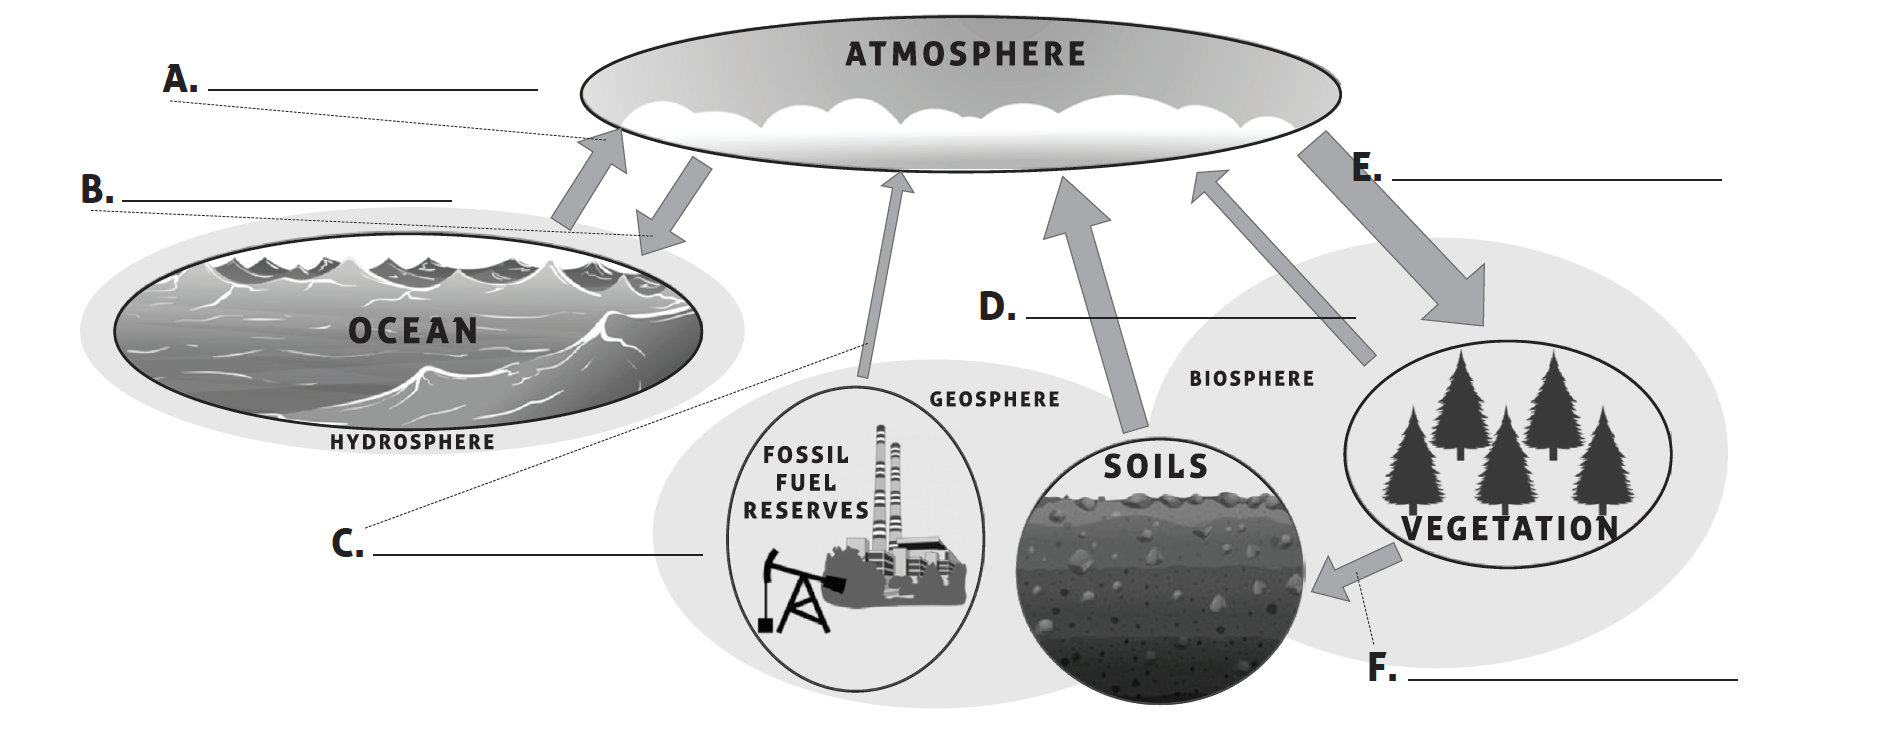 ATMOSPHERE
A.
B.
E.
OCEAN
HYDROSPHERE
D.
BIOSPHERE
GEOSPHERE
FOSSIL
FUEL
RESERVES
SOILS
VEGETATION
C.
F.